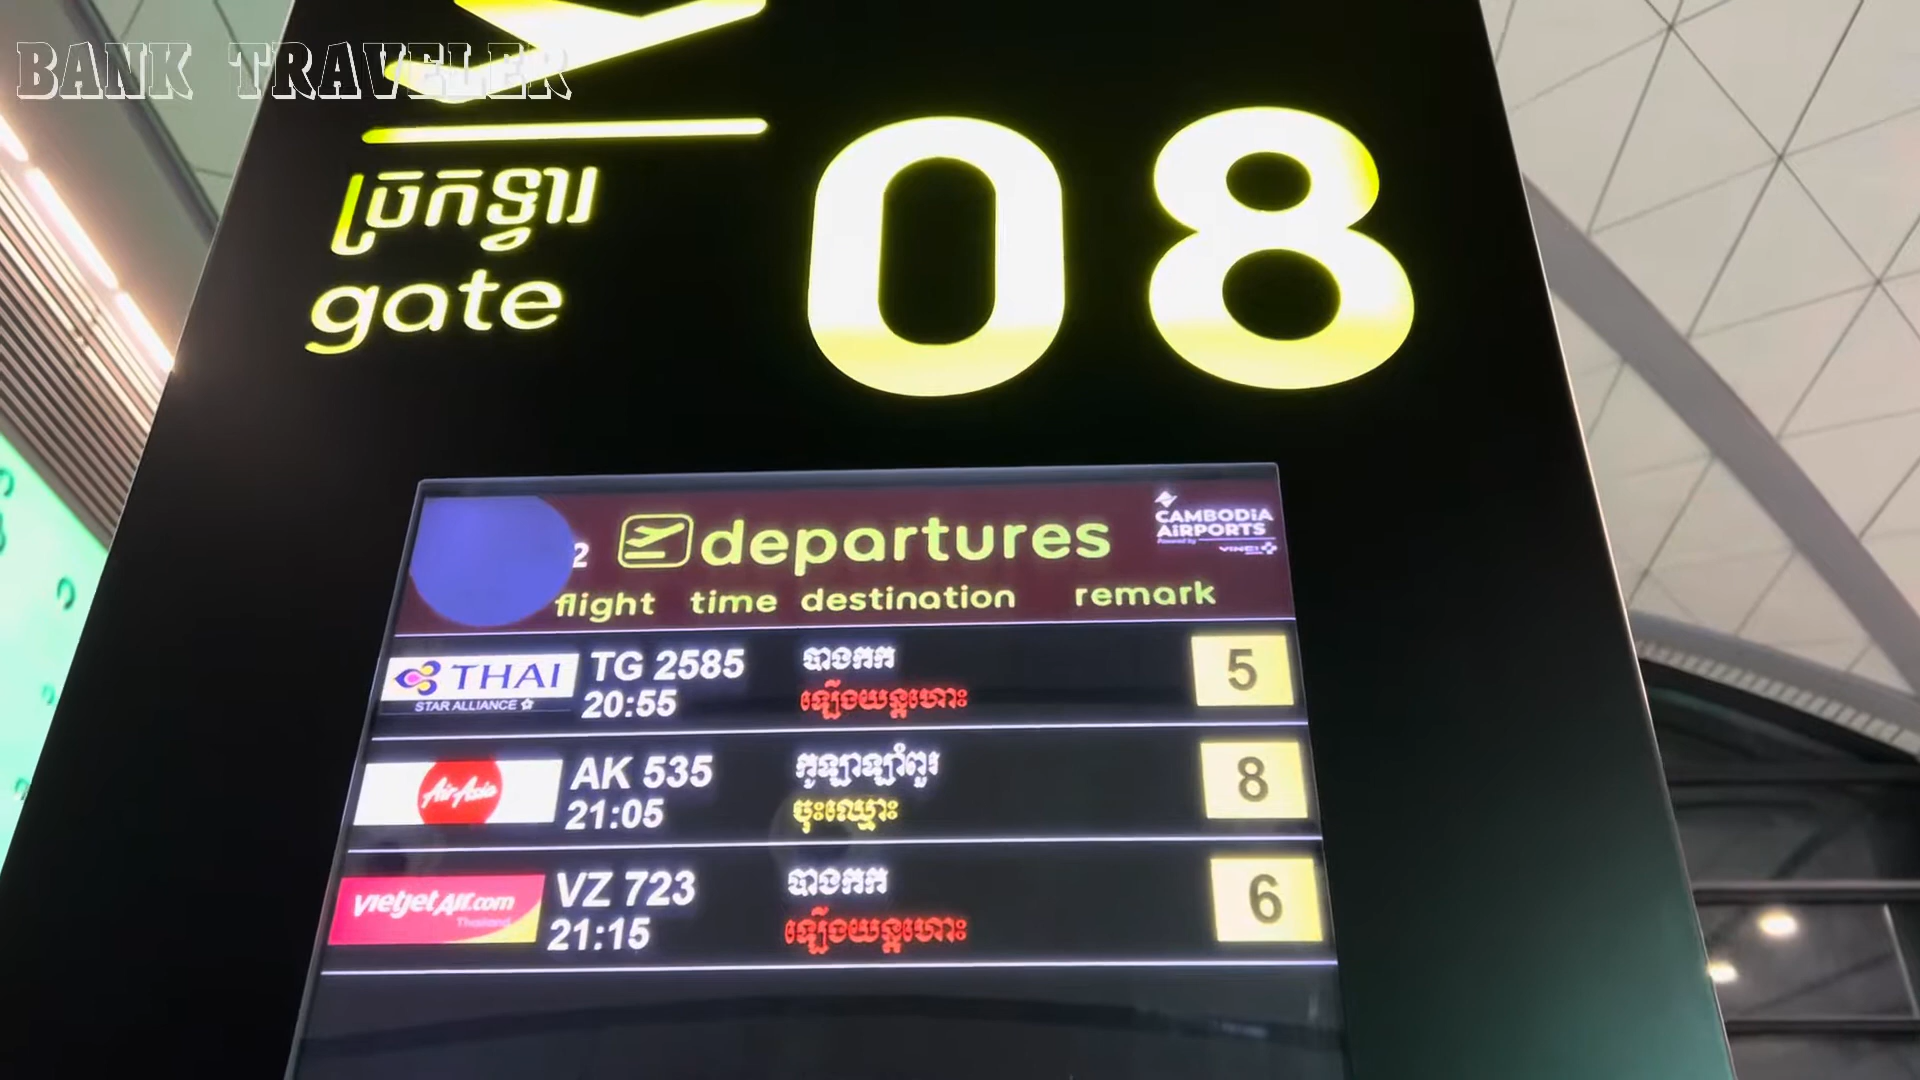 BANK TRAVELER
ច្រកទ្វារ
gate
08
2 departures
CAMBODIA
AIRPORTS
Powered by VINCI
flight time destination remark
THAI
STAR ALLIANCE
TG 2585 បាងកក 5
20:55 ឡើងយន្តហោះ
AirAsia
AK 535 កូឡាឡាំពួរ 8
21:05 ចុះឈ្មោះ
vietjetAir.com
Thailand
VZ 723 បាងកក 6
21:15 ឡើងយន្តហោះ